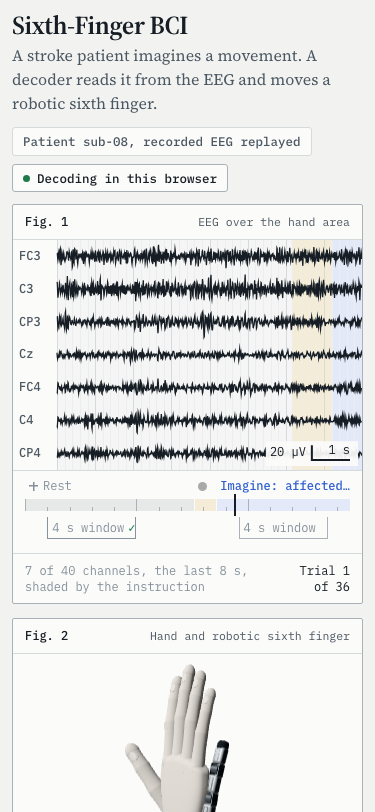 Sixth-Finger BCI
A stroke patient imagines a movement. A
decoder reads it from the EEG and moves a
robotic sixth finger.
Patient sub-08, recorded EEG replayed
Decoding in this browser
Fig. 1 EEG over the hand area
FC3
C3
CP3
Cz
FC4
C4
CP4 20 µV 1 s
+ Rest Imagine: affected…
4 s window ✓ 4 s window
7 of 40 channels, the last 8 s, Trial 1
shaded by the instruction of 36
Fig. 2 Hand and robotic sixth finger